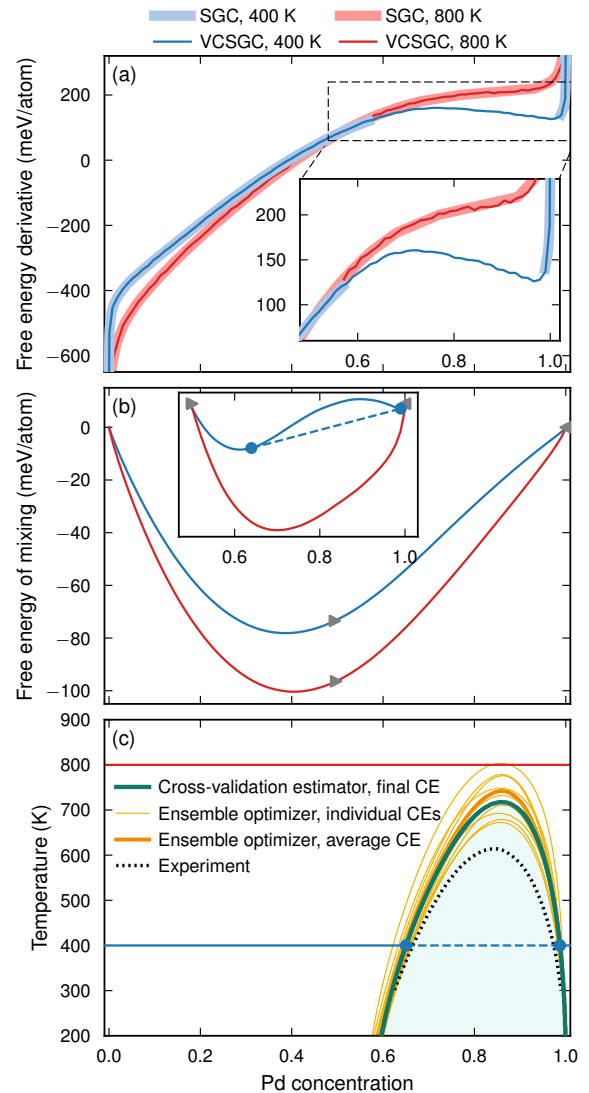 SGC, 400 K
SGC, 800 K
VCSGC, 400 K
VCSGC, 800 K
(a)
Free energy derivative (meV/atom)
200
0
−200
−400
−600
200
150
100
0.6
0.8
1.0
(b)
Free energy of mixing (meV/atom)
0
−20
−40
−60
−80
−100
0.6
0.8
1.0
(c)
Temperature (K)
900
800
700
600
500
400
300
200
Cross-validation estimator, final CE
Ensemble optimizer, individual CEs
Ensemble optimizer, average CE
Experiment
0.0
0.2
0.4
0.6
0.8
1.0
Pd concentration